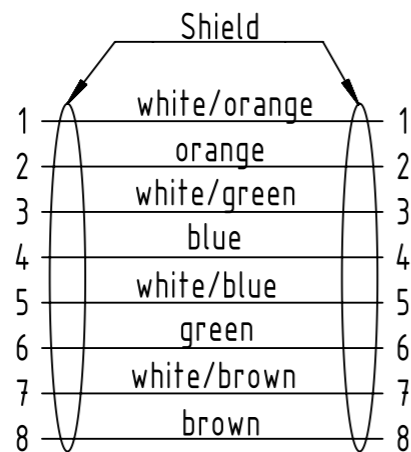 Shield
1 white/orange 1
2 orange 2
3 white/green 3
4 blue 4
5 white/blue 5
6 green 6
7 white/brown 7
8 brown 8